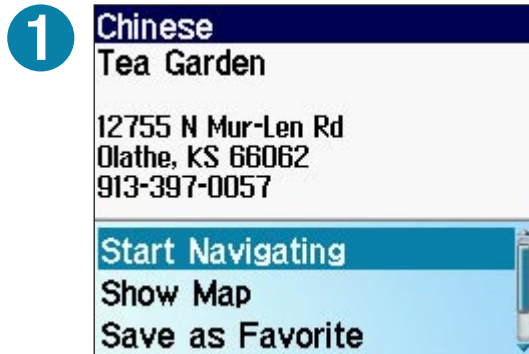 1
Chinese
Tea Garden
12755 N Mur-Len Rd
Olathe, KS 66062
913-397-0057
Start Navigating
Show Map
Save as Favorite